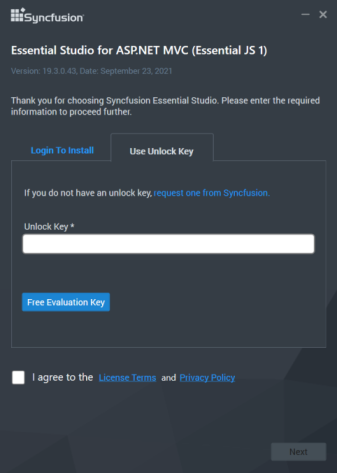 Syncfusion
Essential Studio for ASP.NET MVC (Essential JS 1)
Version: 19.3.0.43, Date: September 23, 2021
Thank you for choosing Syncfusion Essential Studio. Please enter the required
information to proceed further.
Login To Install
Use Unlock Key
If you do not have an unlock key, request one from Syncfusion.
Unlock Key *
Free Evaluation Key
I agree to the License Terms and Privacy Policy
Next